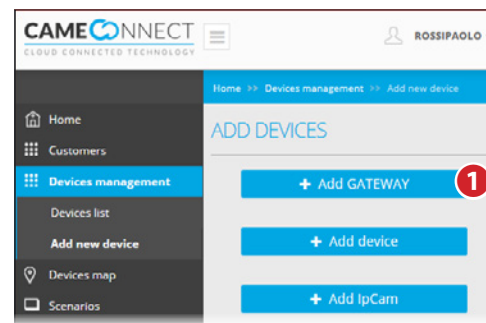 CAMECONNECT
CLOUD CONNECTED TECHNOLOGY
ROSSIPAOLO
Home >> Devices management >> Add new device
Home
Customers
Devices management
Devices list
Add new device
Devices map
Scenarios
ADD DEVICES
+ Add GATEWAY
1
+ Add device
+ Add IpCam